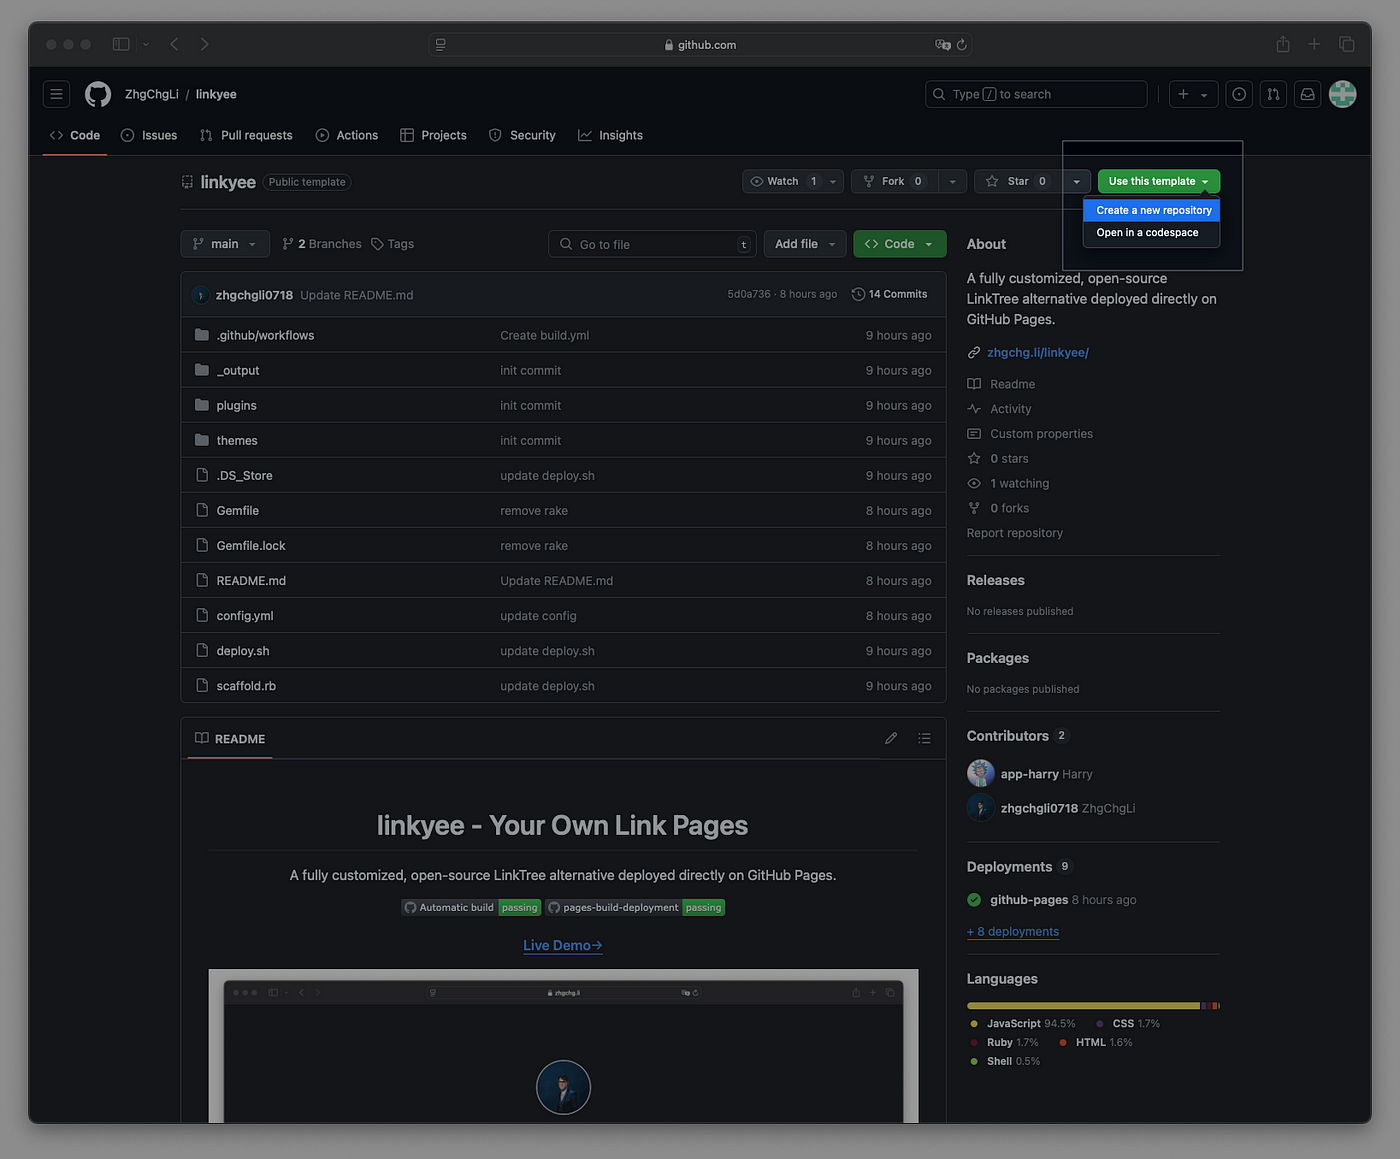 github.com
ZhgChgLi / linkyee
Type / to search
Code Issues Pull requests Actions Projects Security Insights
linkyee Public template
Watch 1 Fork 0 Star 0 Use this template
Create a new repository
Open in a codespace
main 2 Branches Tags Go to file t Add file Code
zhgchgli0718 Update README.md 5d0a736 · 8 hours ago 14 Commits
.github/workflows Create build.yml 9 hours ago
_output init commit 9 hours ago
plugins init commit 9 hours ago
themes init commit 9 hours ago
.DS_Store update deploy.sh 9 hours ago
Gemfile remove rake 8 hours ago
Gemfile.lock remove rake 8 hours ago
README.md Update README.md 8 hours ago
config.yml update config 8 hours ago
deploy.sh update deploy.sh 9 hours ago
scaffold.rb update deploy.sh 9 hours ago
README
linkyee - Your Own Link Pages
A fully customized, open-source LinkTree alternative deployed directly on GitHub Pages.
Automatic build passing pages-build-deployment passing
Live Demo→
zhgchg.li
About
A fully customized, open-source
LinkTree alternative deployed directly on
GitHub Pages.
zhgchg.li/linkyee/
Readme
Activity
Custom properties
0 stars
1 watching
0 forks
Report repository
Releases
No releases published
Packages
No packages published
Contributors 2
app-harry Harry
zhgchgli0718 ZhgChgLi
Deployments 9
github-pages 8 hours ago
+ 8 deployments
Languages
JavaScript 94.5% CSS 1.7%
Ruby 1.7% HTML 1.6%
Shell 0.5%